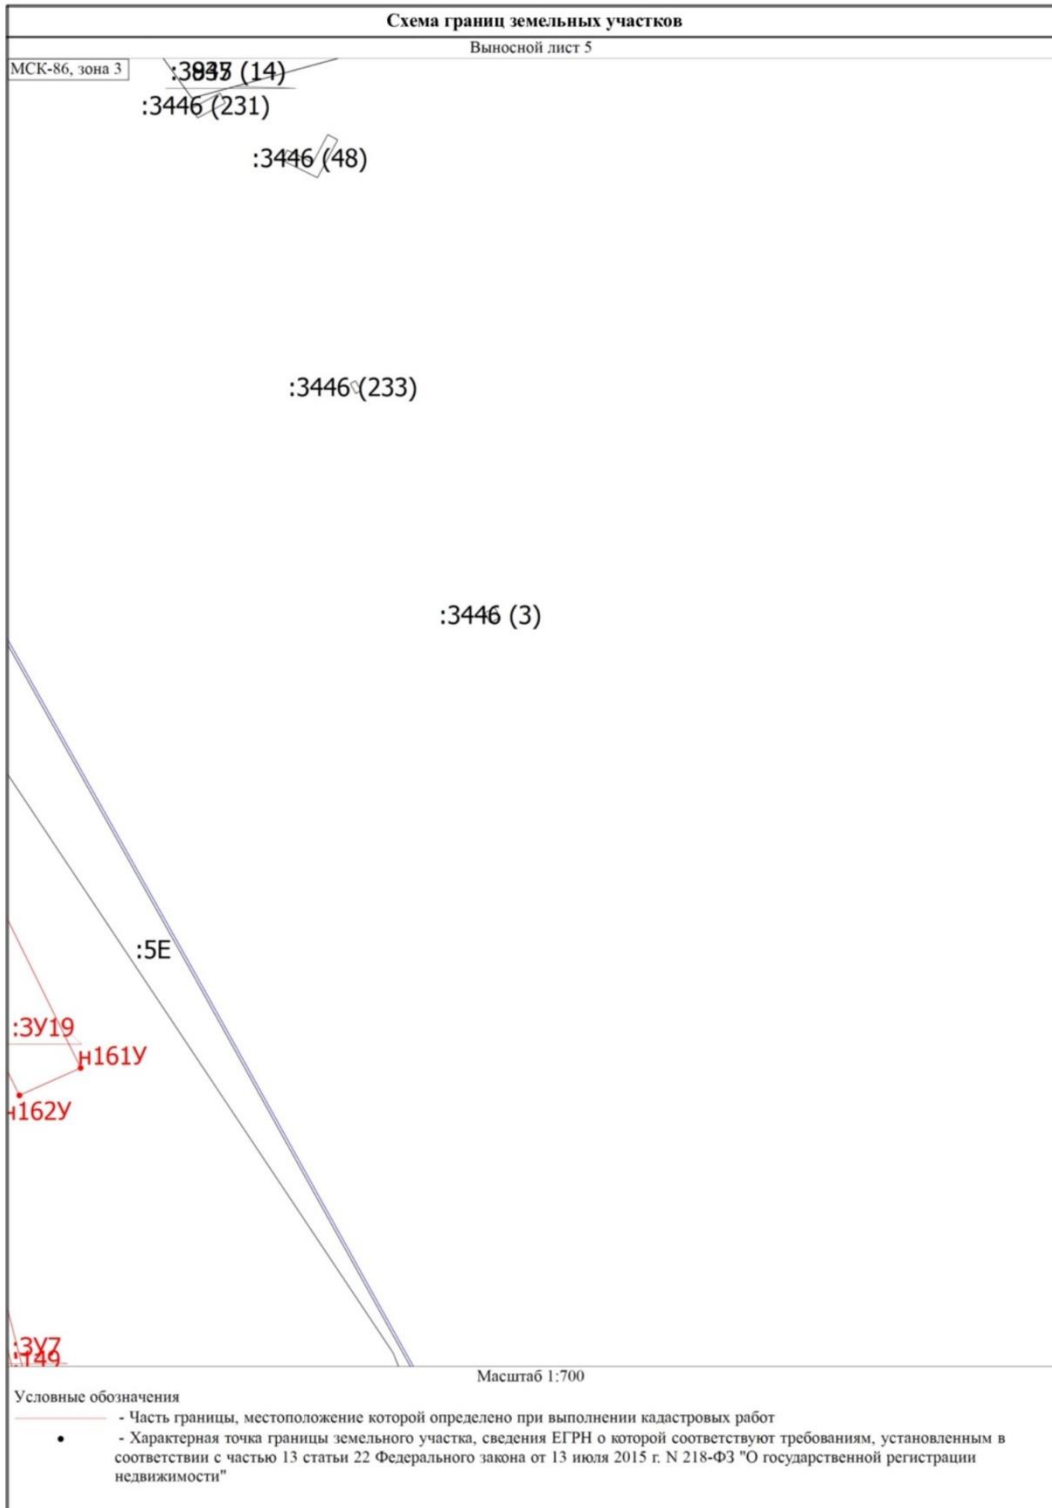 Схема границ земельных участков
Выносной лист 5
МСК-86, зона 3
(14)
:3446 (231)
:3446 (48)
:3446 (233)
:3446 (3)
:5Е
:ЗУ19
н161У
н162У
:ЗУ7
Масштаб 1:700
Условные обозначения
- Часть границы, местоположение которой определено при выполнении кадастровых работ
- Характерная точка границы земельного участка, сведения ЕГРН о которой соответствуют требованиям, установленным в
соответствии с частью 13 статьи 22 Федерального закона от 13 июля 2015 г. N 218-ФЗ "О государственной регистрации
недвижимости"